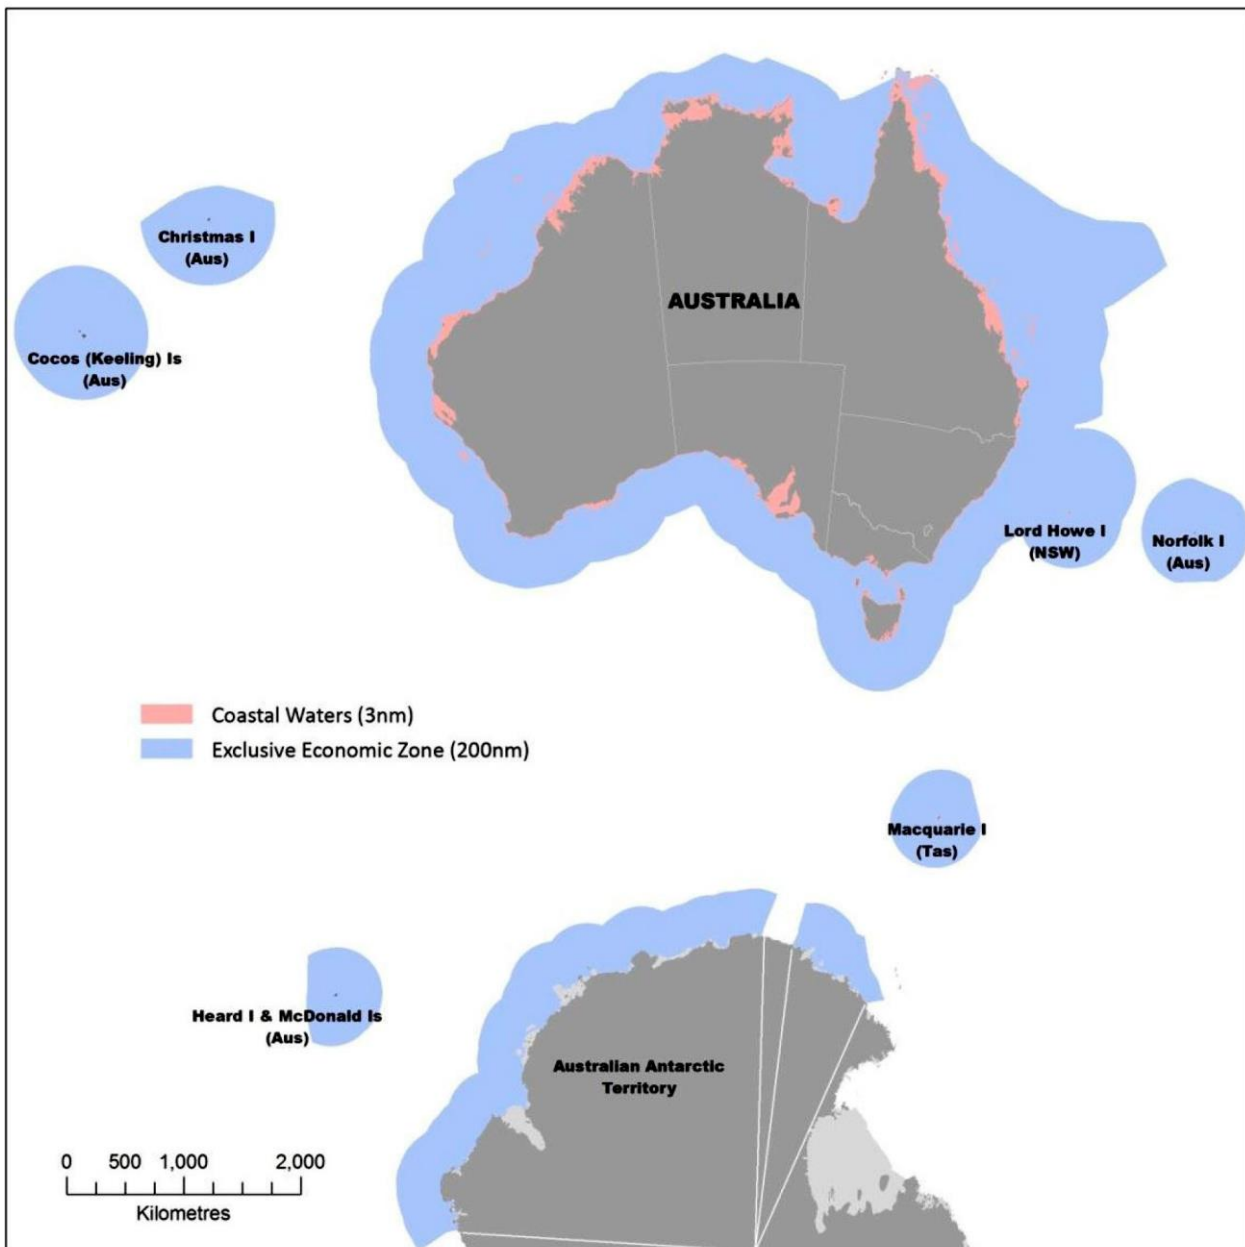 Christmas I
(Aus)
AUSTRALIA
Cocos (Keeling) Is
(Aus)
Lord Howe I
(NSW)
Norfolk I
(Aus)
Coastal Waters (3nm)
Exclusive Economic Zone (200nm)
Macquarie I
(Tas)
Heard I & McDonald Is
(Aus)
Australian Antarctic
Territory
0 500 1,000 2,000
Kilometres